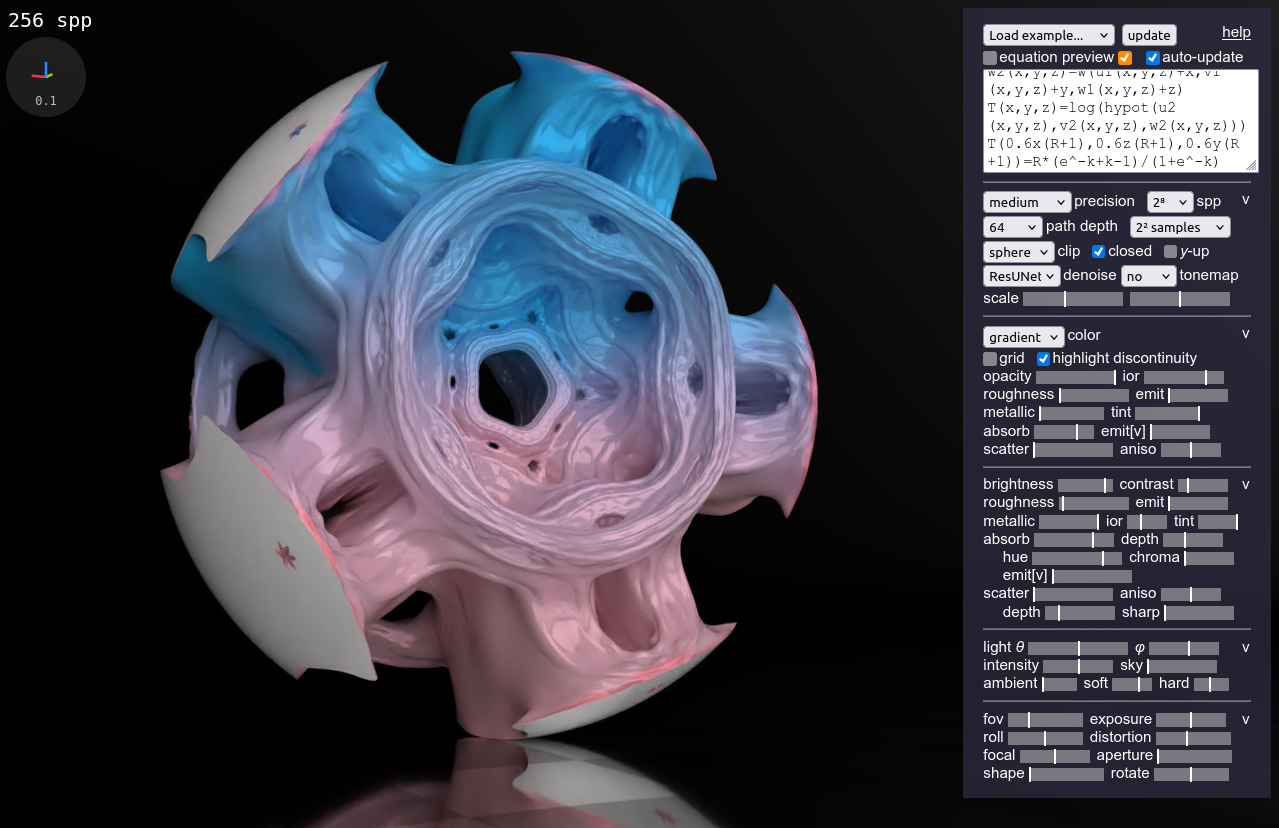 256 spp
0.1
Load example...
update
help
equation preview
auto-update
w2(x,y,z)=w(u1(x,y,z)+x,v1
(x,y,z)+y,w1(x,y,z)+z)
T(x,y,z)=log(hypot(u2
(x,y,z),v2(x,y,z),w2(x,y,z)))
T(0.6x(R+1),0.6z(R+1),0.6y(R
+1))=R*(e^-k+k-1)/(1+e^-k)
medium precision 2⁸ spp v
64 path depth 2² samples
sphere clip closed y-up
ResUNet denoise no tonemap
scale
gradient color v
grid highlight discontinuity
opacity ior
roughness emit
metallic tint
absorb emit[v]
scatter aniso
brightness contrast v
roughness emit
metallic ior tint
absorb depth
hue chroma
emit[v]
scatter aniso
depth sharp
light θ φ v
intensity sky
ambient soft hard
fov exposure v
roll distortion
focal aperture
shape rotate